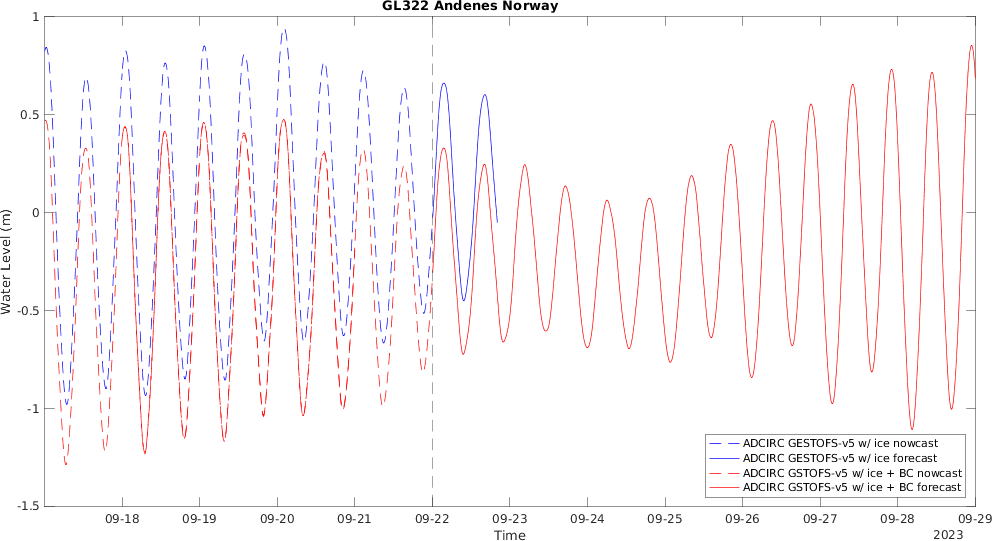 GL322 Andenes Norway
1
0.5
0
-0.5
-1
-1.5
Water Level (m)
ADCIRC GESTOFS-v5 w/ ice nowcast
ADCIRC GESTOFS-v5 w/ ice forecast
ADCIRC GSTOFS-v5 w/ ice + BC nowcast
ADCIRC GSTOFS-v5 w/ ice + BC forecast
09-18 09-19 09-20 09-21 09-22 09-23 09-24 09-25 09-26 09-27 09-28 09-29
Time
2023